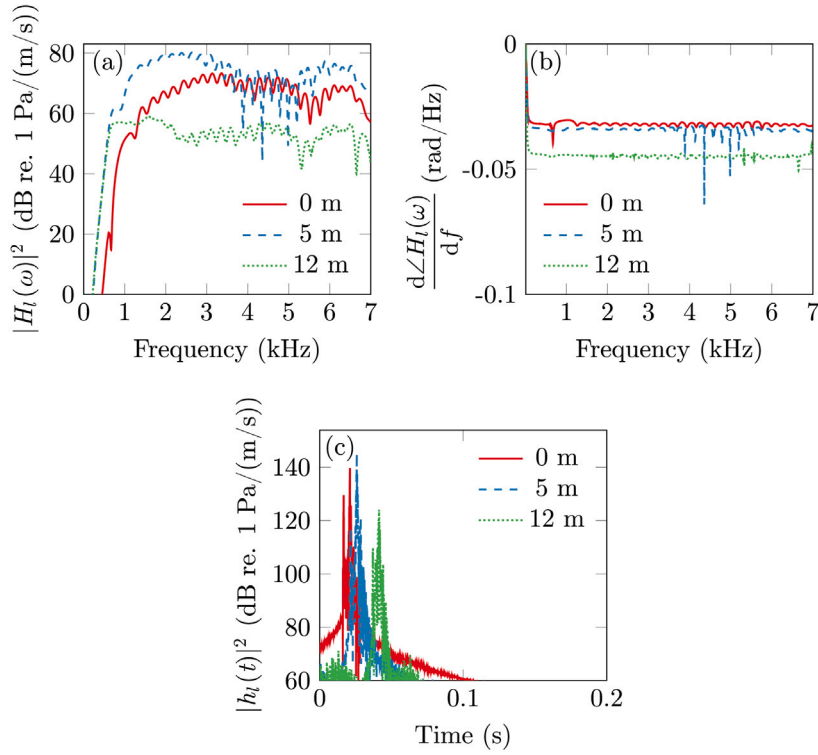 (a)
|H_l(ω)|² (dB re. 1 Pa/(m/s))
80
60
40
20
0
0 m
5 m
12 m
0 1 2 3 4 5 6 7
Frequency (kHz)
(b)
d∠H_l(ω)/df (rad/Hz)
0
-0.05
-0.1
0 m
5 m
12 m
1 2 3 4 5 6 7
Frequency (kHz)
(c)
|h_l(t)|² (dB re. 1 Pa/(m/s))
140
120
100
80
60
0 m
5 m
12 m
0 0.1 0.2
Time (s)